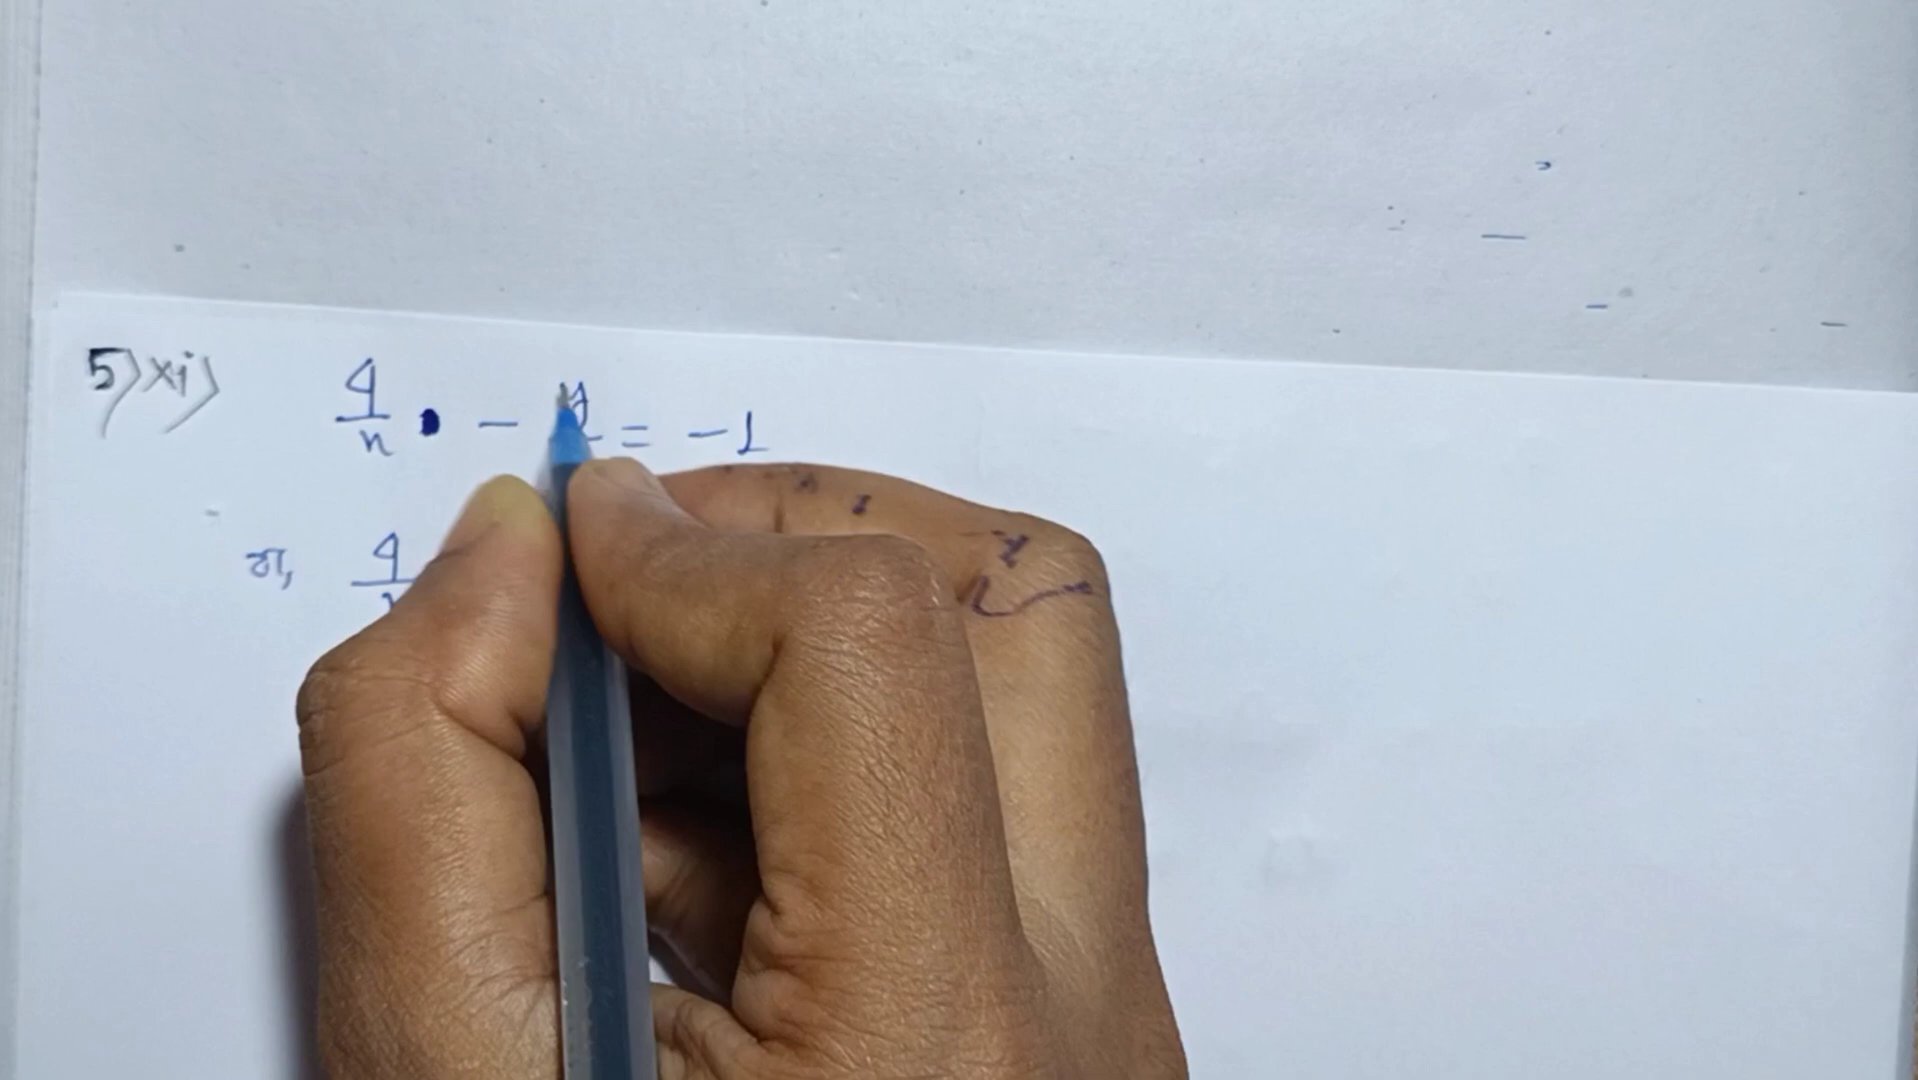 5) xi) 4/x - y = -1
বা, 4/x